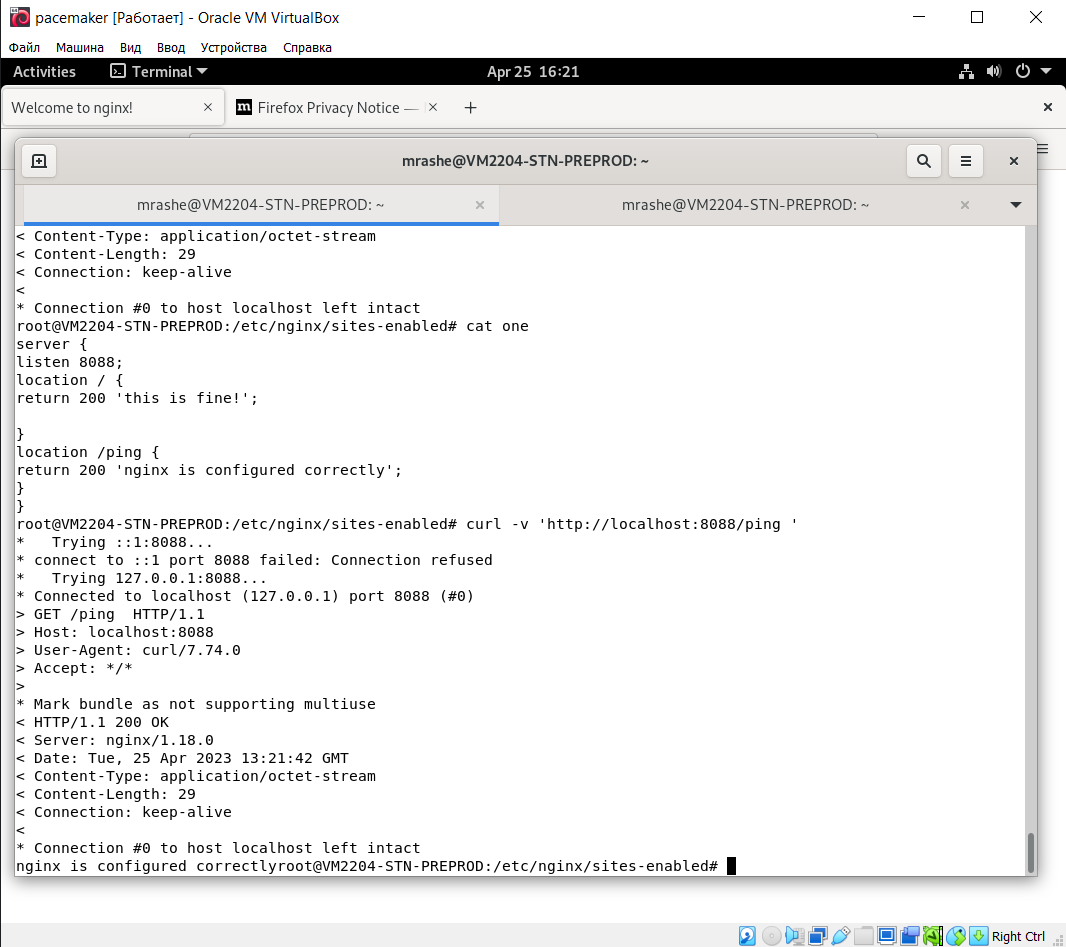 pacemaker [Работает] - Oracle VM VirtualBox
Файл Машина Вид Ввод Устройства Справка
Activities Terminal Apr 25 16:21
Welcome to nginx! Firefox Privacy Notice —
mrashe@VM2204-STN-PREPROD: ~
mrashe@VM2204-STN-PREPROD: ~ mrashe@VM2204-STN-PREPROD: ~
< Content-Type: application/octet-stream
< Content-Length: 29
< Connection: keep-alive
<
* Connection #0 to host localhost left intact
root@VM2204-STN-PREPROD:/etc/nginx/sites-enabled# cat one
server {
listen 8088;
location / {
return 200 'this is fine!';
}
location /ping {
return 200 'nginx is configured correctly';
}
}
root@VM2204-STN-PREPROD:/etc/nginx/sites-enabled# curl -v 'http://localhost:8088/ping '
*   Trying ::1:8088...
* connect to ::1 port 8088 failed: Connection refused
*   Trying 127.0.0.1:8088...
* Connected to localhost (127.0.0.1) port 8088 (#0)
> GET /ping  HTTP/1.1
> Host: localhost:8088
> User-Agent: curl/7.74.0
> Accept: */*
>
* Mark bundle as not supporting multiuse
< HTTP/1.1 200 OK
< Server: nginx/1.18.0
< Date: Tue, 25 Apr 2023 13:21:42 GMT
< Content-Type: application/octet-stream
< Content-Length: 29
< Connection: keep-alive
<
* Connection #0 to host localhost left intact
nginx is configured correctlyroot@VM2204-STN-PREPROD:/etc/nginx/sites-enabled#
Right Ctrl